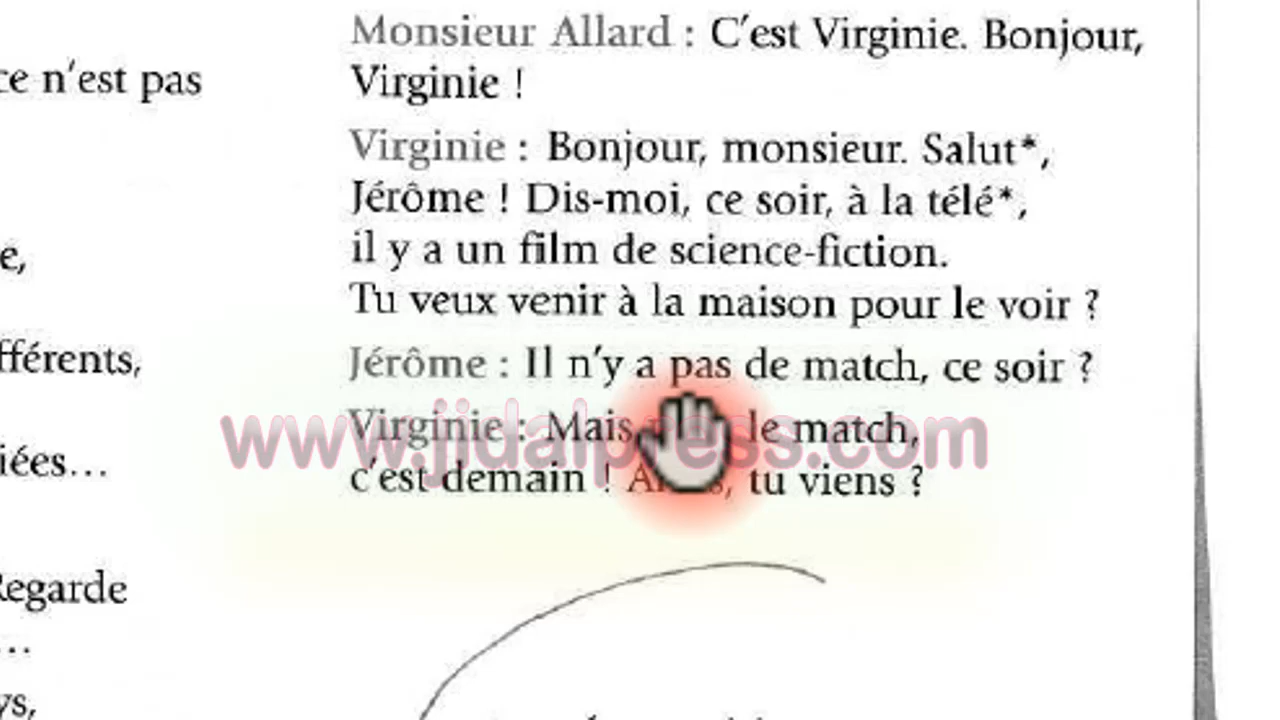 ce n'est pas
e,
fférents,
iées...
Regarde
...
ys,
Monsieur Allard : C'est Virginie. Bonjour,
Virginie !
Virginie : Bonjour, monsieur. Salut*,
Jérôme ! Dis-moi, ce soir, à la télé*,
il y a un film de science-fiction.
Tu veux venir à la maison pour le voir ?
Jérôme : Il n'y a pas de match, ce soir ?
Virginie : Mais le match,
c'est demain ! tu viens ?
www.jidalpress.com